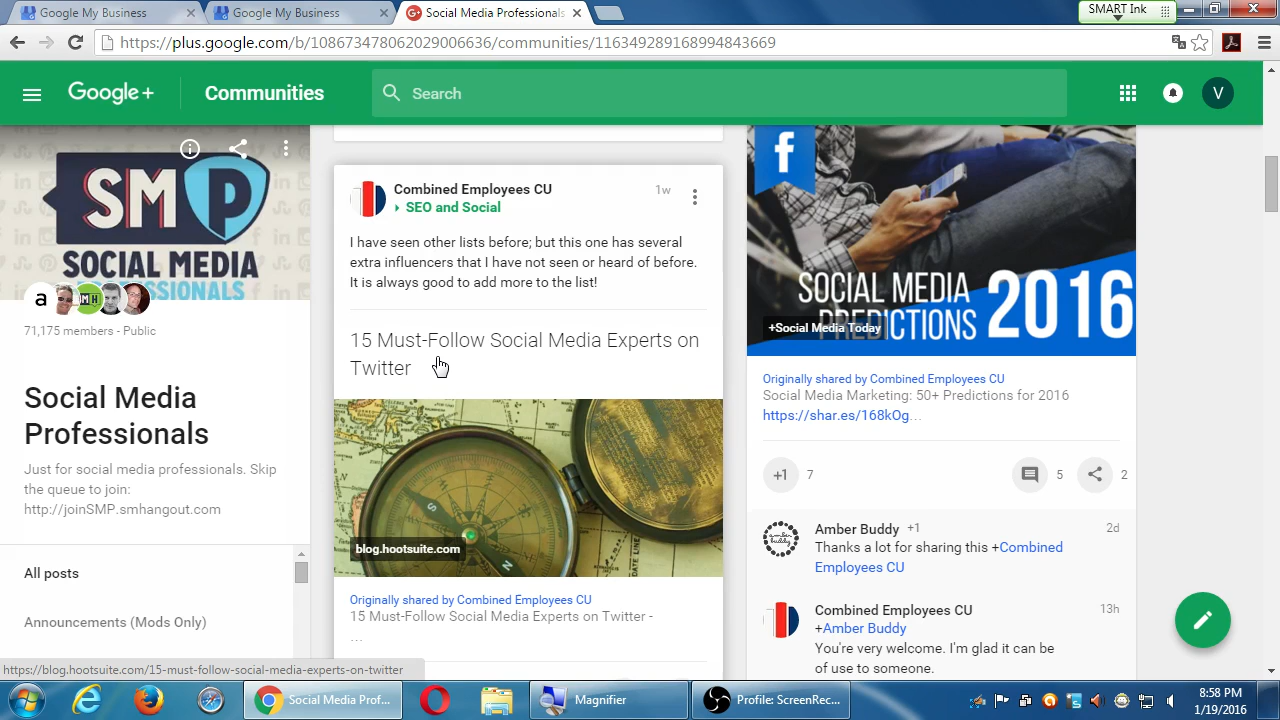 Google My Business
Google My Business
Social Media Professionals
SMART Ink
https://plus.google.com/b/108673478062029006636/communities/116349289168994843669
Google+
Communities
Search
V
SMP
SOCIAL MEDIA
PROFESSIONALS
a
MH
71,175 members - Public
Social Media
Professionals
Just for social media professionals. Skip
the queue to join:
http://joinSMP.smhangout.com
All posts
Announcements (Mods Only)
Combined Employees CU
1w
SEO and Social
I have seen other lists before; but this one has several
extra influencers that I have not seen or heard of before.
It is always good to add more to the list!
15 Must-Follow Social Media Experts on
Twitter
S
N
blog.hootsuite.com
Originally shared by Combined Employees CU
15 Must-Follow Social Media Experts on Twitter -
...
f
SOCIAL MEDIA
PREDICTIONS
2016
+Social Media Today
Originally shared by Combined Employees CU
Social Media Marketing: 50+ Predictions for 2016
https://shar.es/168kOg...
+1
7
5
2
Amber Buddy +1
2d
amber
buddy
Thanks a lot for sharing this +Combined
Employees CU
Combined Employees CU
13h
+Amber Buddy
You're very welcome. I'm glad it can be
of use to someone.
https://blog.hootsuite.com/15-must-follow-social-media-experts-on-twitter
Social Media Prof...
Magnifier
Profile: ScreenRec...
8:58 PM
1/19/2016